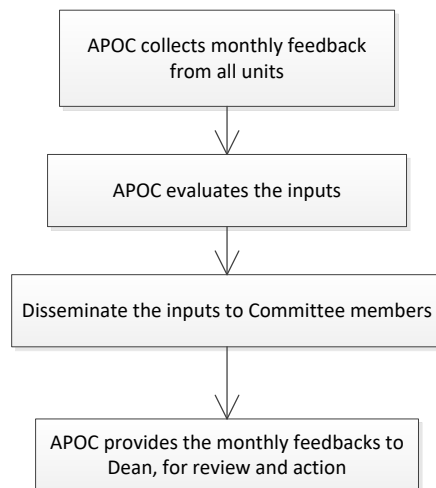 APOC collects monthly feedback
from all units
APOC evaluates the inputs
Disseminate the inputs to Committee members
APOC provides the monthly feedbacks to
Dean, for review and action